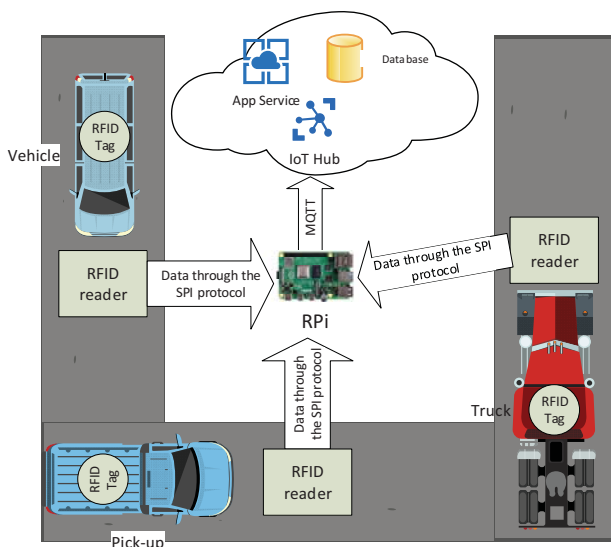 App Service
Database
IoT Hub
RFID
Tag
Vehicle
MQTT
RFID
reader
Data through the
SPI protocol
RPi
Data through the SPI
protocol
RFID
reader
Data through
the SPI protocol
Truck
RFID
Tag
RFID
Tag
RFID
reader
Pick-up